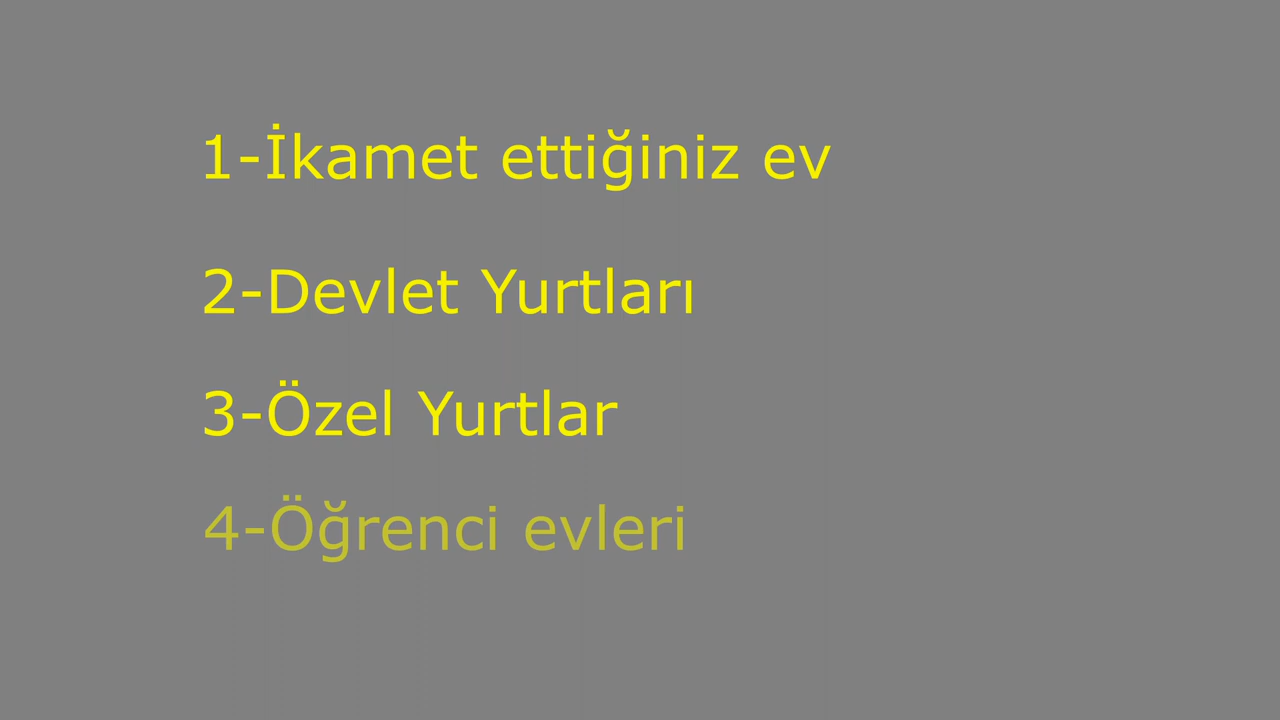 1-İkamet ettiğiniz ev
2-Devlet Yurtları
3-Özel Yurtlar
4-Öğrenci evleri